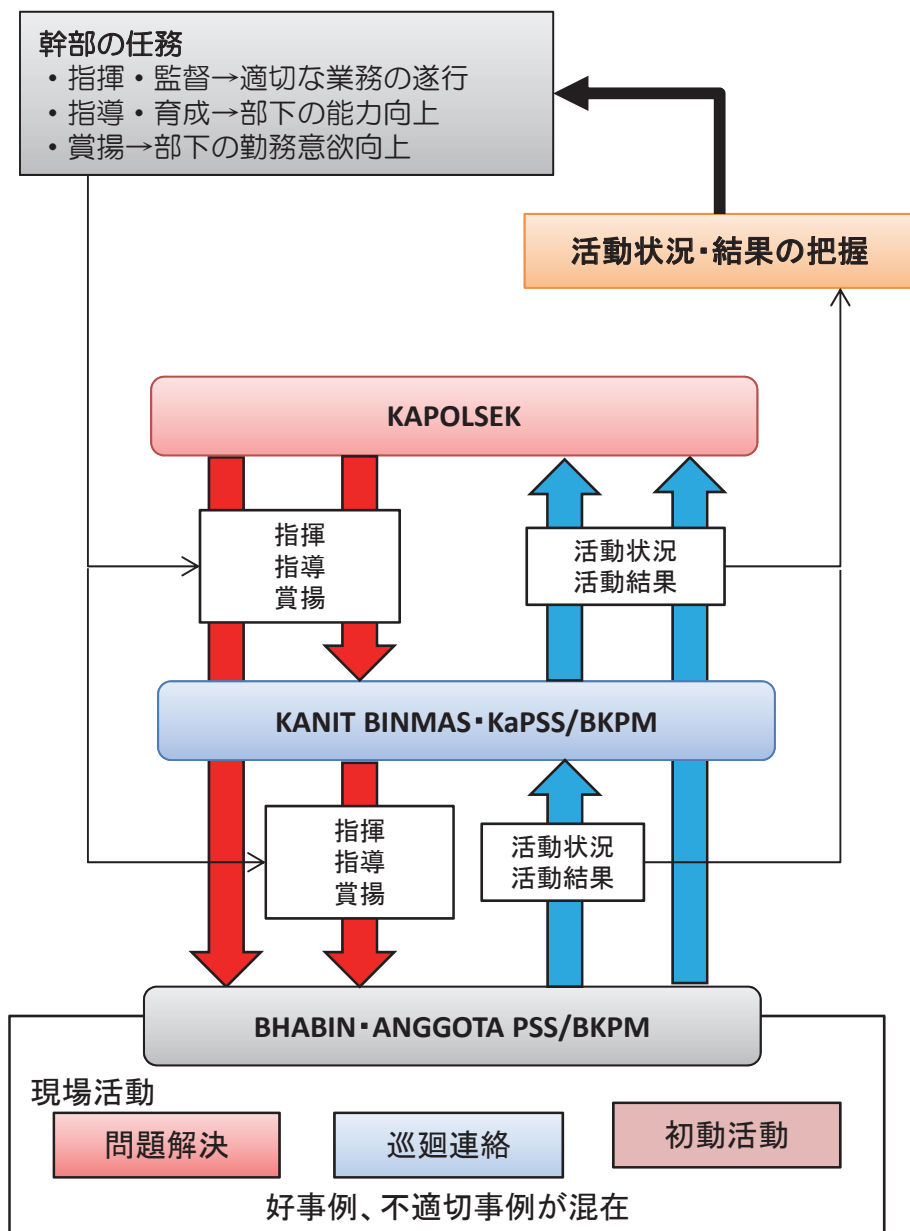 幹部の任務
・指揮・監督→適切な業務の遂行
・指導・育成→部下の能力向上
・賞揚→部下の勤務意欲向上
活動状況・結果の把握
KAPOLSEK
指揮
指導
賞揚
活動状況
活動結果
KANIT BINMAS・KaPSS/BKPM
指揮
指導
賞揚
活動状況
活動結果
BHABIN・ANGGOTA PSS/BKPM
現場活動
問題解決
巡廻連絡
初動活動
好事例、不適切事例が混在